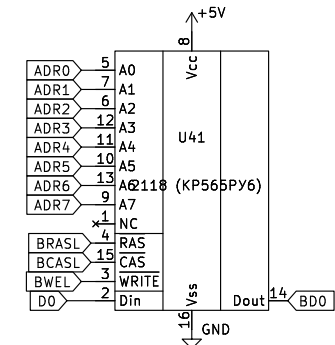 +5V
8
Vcc
ADR0 5 A0
ADR1 7 A1
ADR2 6 A2
ADR3 12 A3
ADR4 11 A4
ADR5 10 A5
ADR6 13 A6
ADR7 9 A7
U41
2118 (КР565РУ6)
1 NC
BRASL 4 RAS
BCASL 15 CAS
BWEL 3 WRITE
D0 2 Din
Vss
Dout 14 BD0
16 GND